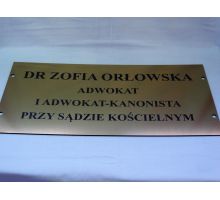 DR ZOFIA ORŁOWSKA
ADWOKAT
I ADWOKAT-KANONISTA
PRZY SĄDZIE KOŚCIELNYM